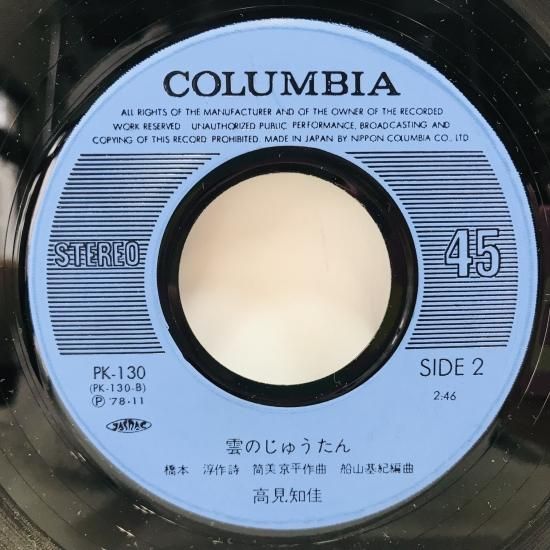 COLUMBIA
ALL RIGHTS OF THE MANUFACTURER AND OF THE OWNER OF THE RECORDED
WORK RESERVED UNAUTHORIZED PUBLIC PERFORMANCE, BROADCASTING AND
COPYING OF THIS RECORD PROHIBITED. MADE IN JAPAN BY NIPPON COLUMBIA CO., LTD
STEREO
45
PK-130
(PK-130-B)
Ⓟ '78·11
JASRAC
SIDE 2
2:46
雲のじゅうたん
橋本 淳作詩 筒美京平作曲 船山基紀編曲
高見知佳